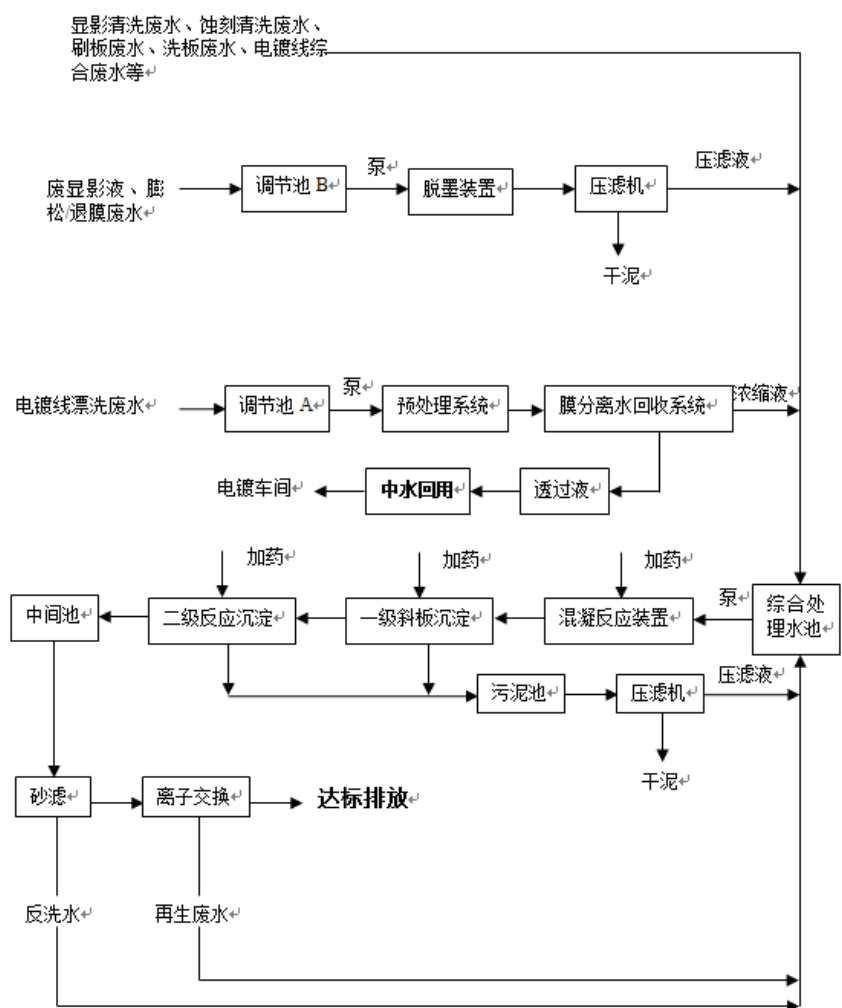 显影清洗废水、蚀刻清洗废水、
刷板废水、洗板废水、电镀线综
合废水等
废显影液、膨
松/退膜废水
调节池 B
泵
脱墨装置
压滤机
压滤液
干泥
电镀线漂洗废水
调节池 A
泵
预处理系统
膜分离水回收系统
浓缩液
电镀车间
中水回用
透过液
加药
加药
加药
中间池
二级反应沉淀
一级斜板沉淀
混凝反应装置
泵
综合处
理水池
污泥池
压滤机
压滤液
干泥
砂滤
离子交换
达标排放
反洗水
再生废水